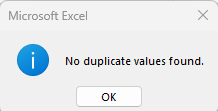 Microsoft Excel
No duplicate values found.
OK